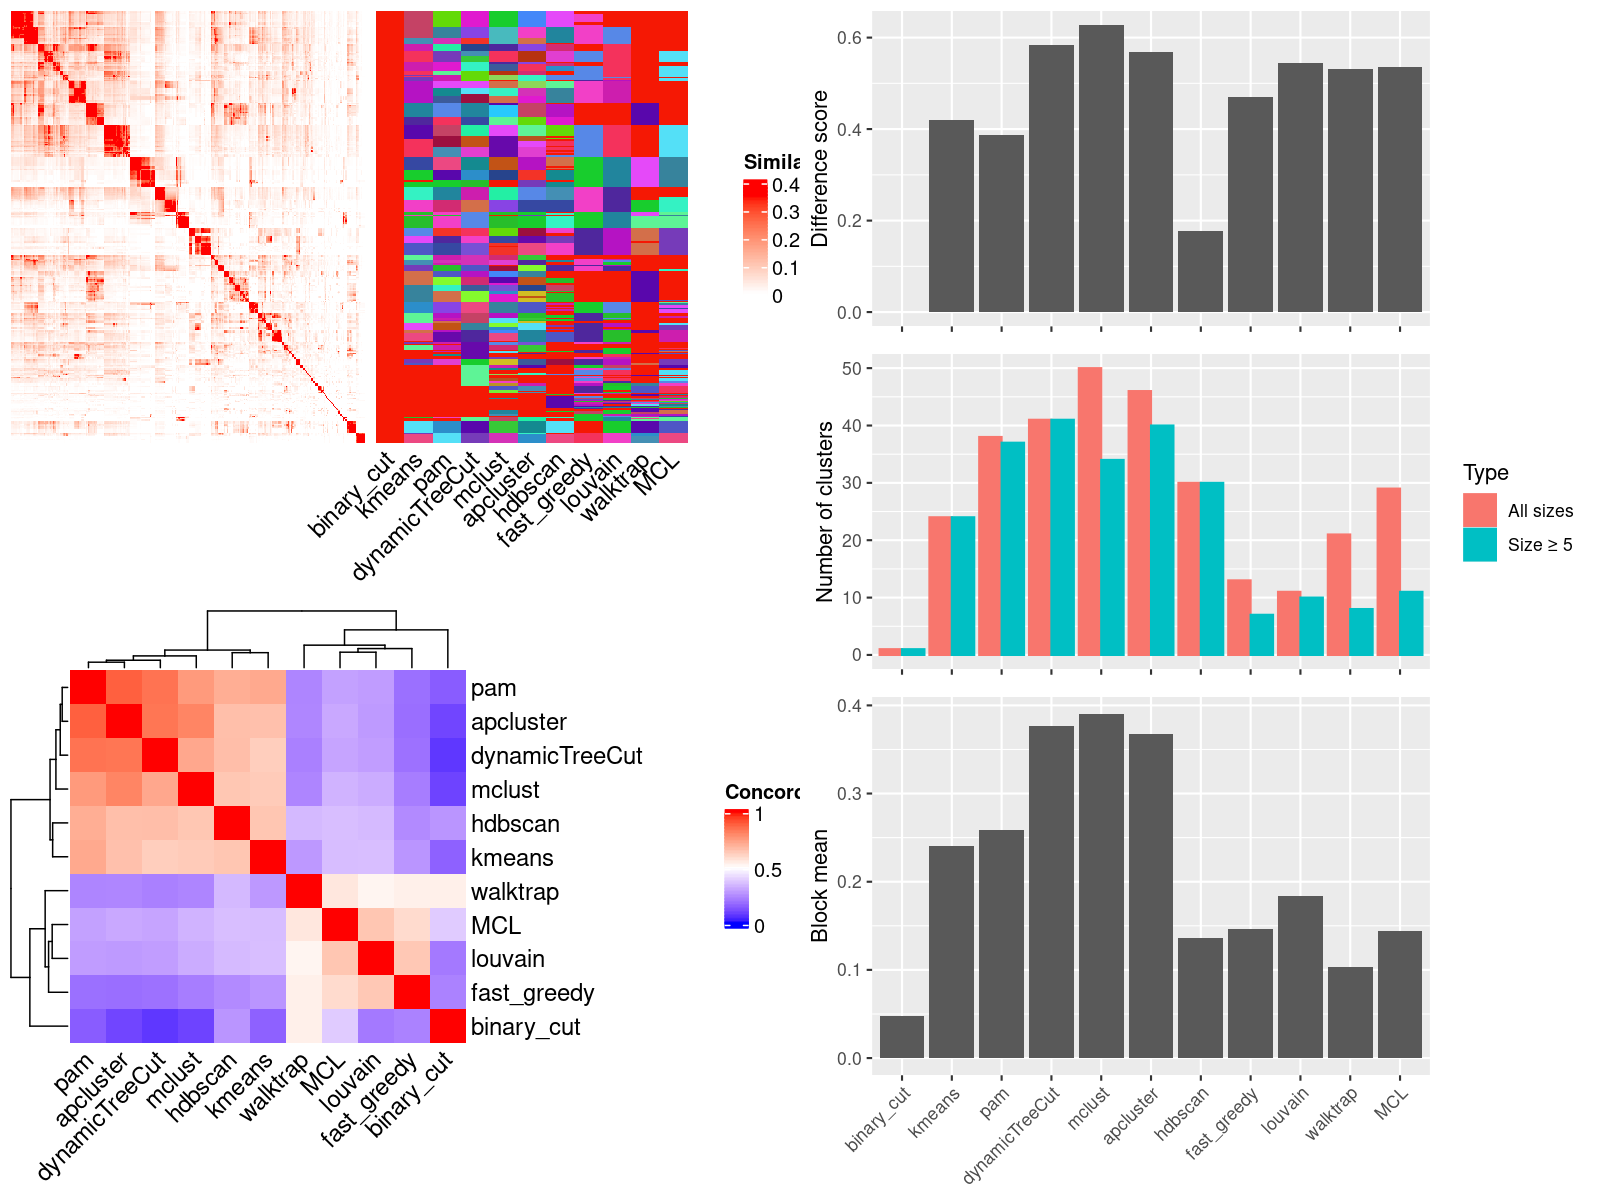 Simila
0.4
0.3
0.2
0.1
0
binary_cut
kmeans
pam
dynamicTreeCut
mclust
apcluster
hdbscan
fast_greedy
louvain
walktrap
MCL
pam
apcluster
dynamicTreeCut
mclust
hdbscan
kmeans
walktrap
MCL
louvain
fast_greedy
binary_cut
pam
apcluster
dynamicTreeCut
mclust
hdbscan
kmeans
walktrap
MCL
louvain
fast_greedy
binary_cut
Concord
1
0.5
0
Difference score
0.6
0.4
0.2
0.0
Number of clusters
50
40
30
20
10
0
Type
All sizes
Size ≥ 5
Block mean
0.4
0.3
0.2
0.1
0.0
binary_cut
kmeans
pam
dynamicTreeCut
mclust
apcluster
hdbscan
fast_greedy
louvain
walktrap
MCL